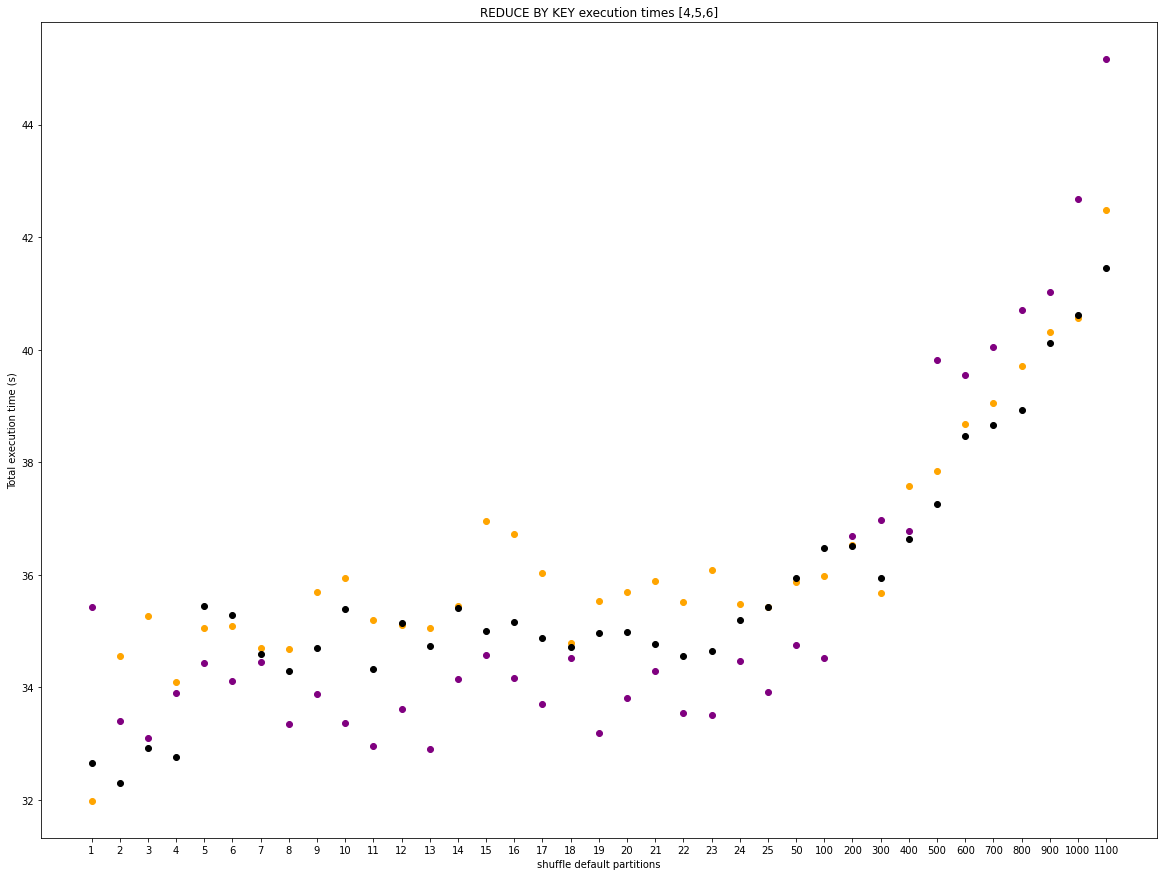 REDUCE BY KEY execution times [4,5,6]
Total execution time (s)
44
42
40
38
36
34
32
1 2 3 4 5 6 7 8 9 10 11 12 13 14 15 16 17 18 19 20 21 22 23 24 25 50 100 200 300 400 500 600 700 800 900 1000 1100
shuffle default partitions